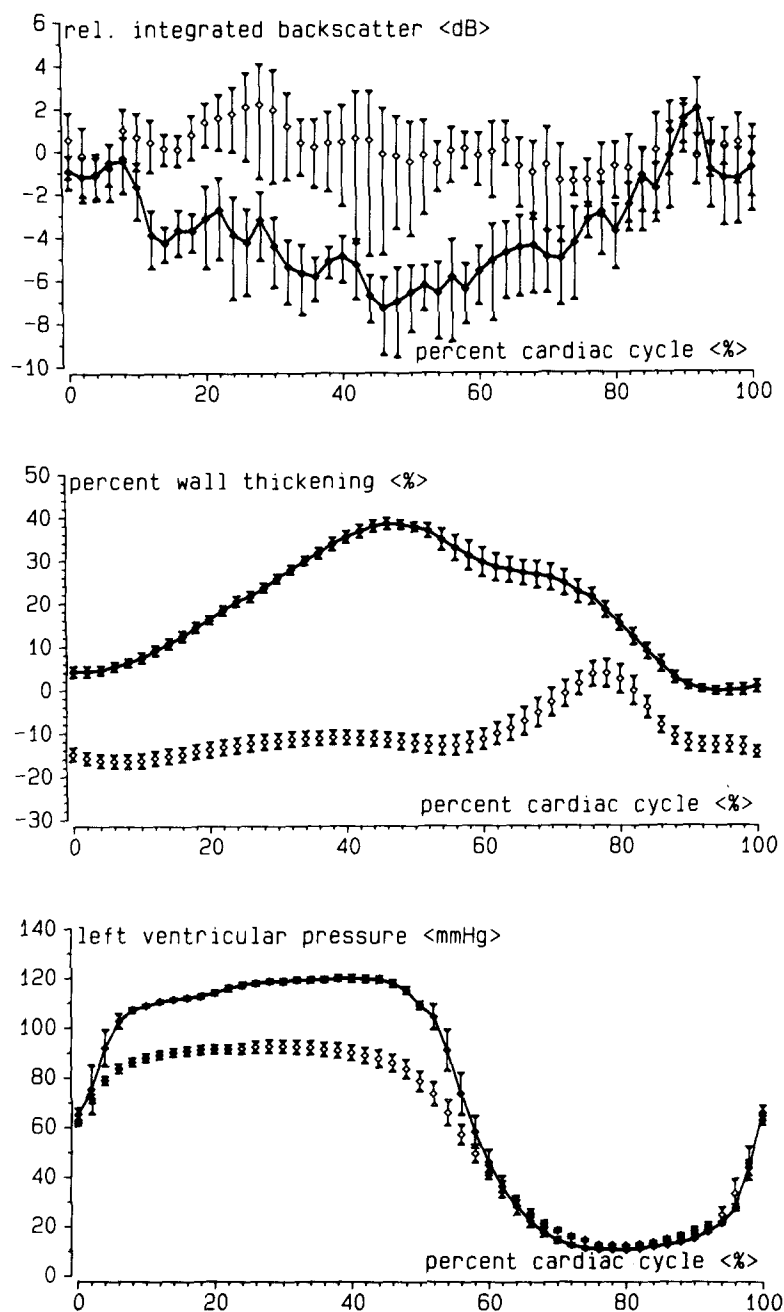 6
rel. integrated backscatter <dB>
4
2
0
-2
-4
-6
-8
-10
percent cardiac cycle <%>
0 20 40 60 80 100
50
percent wall thickening <%>
40
30
20
10
0
-10
-20
-30
percent cardiac cycle <%>
0 20 40 60 80 100
140
left ventricular pressure <mmHg>
120
100
80
60
40
20
0
percent cardiac cycle <%>
0 20 40 60 80 100